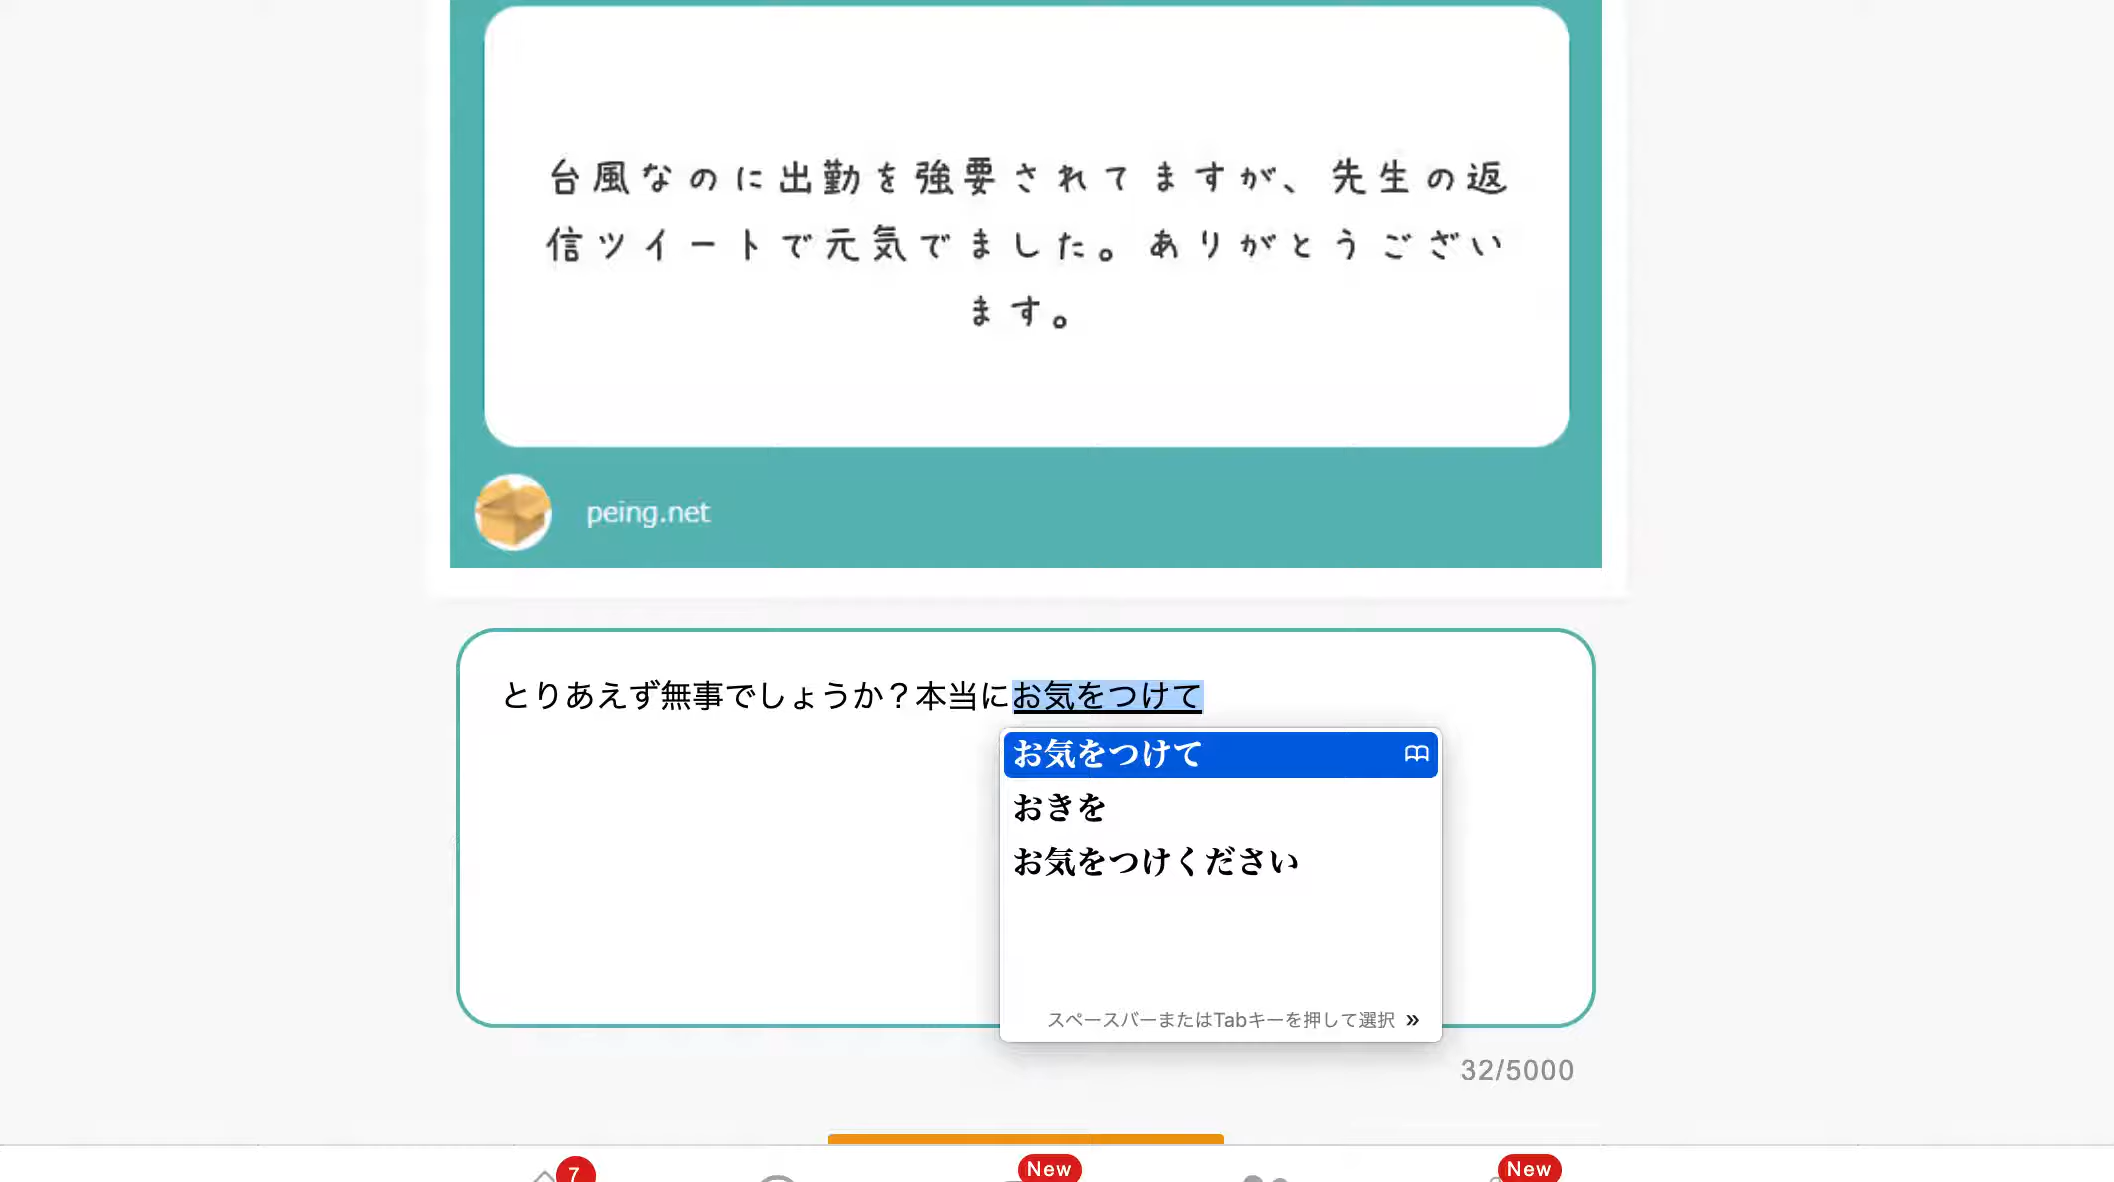 台風なのに出勤を強要されてますが、先生の返
信ツイートで元気でました。ありがとうござい
ます。
peing.net
とりあえず無事でしょうか？本当にお気をつけて
お気をつけて
おきを
お気をつけください
スペースバーまたはTabキーを押して選択 »
32/5000
7
New
New